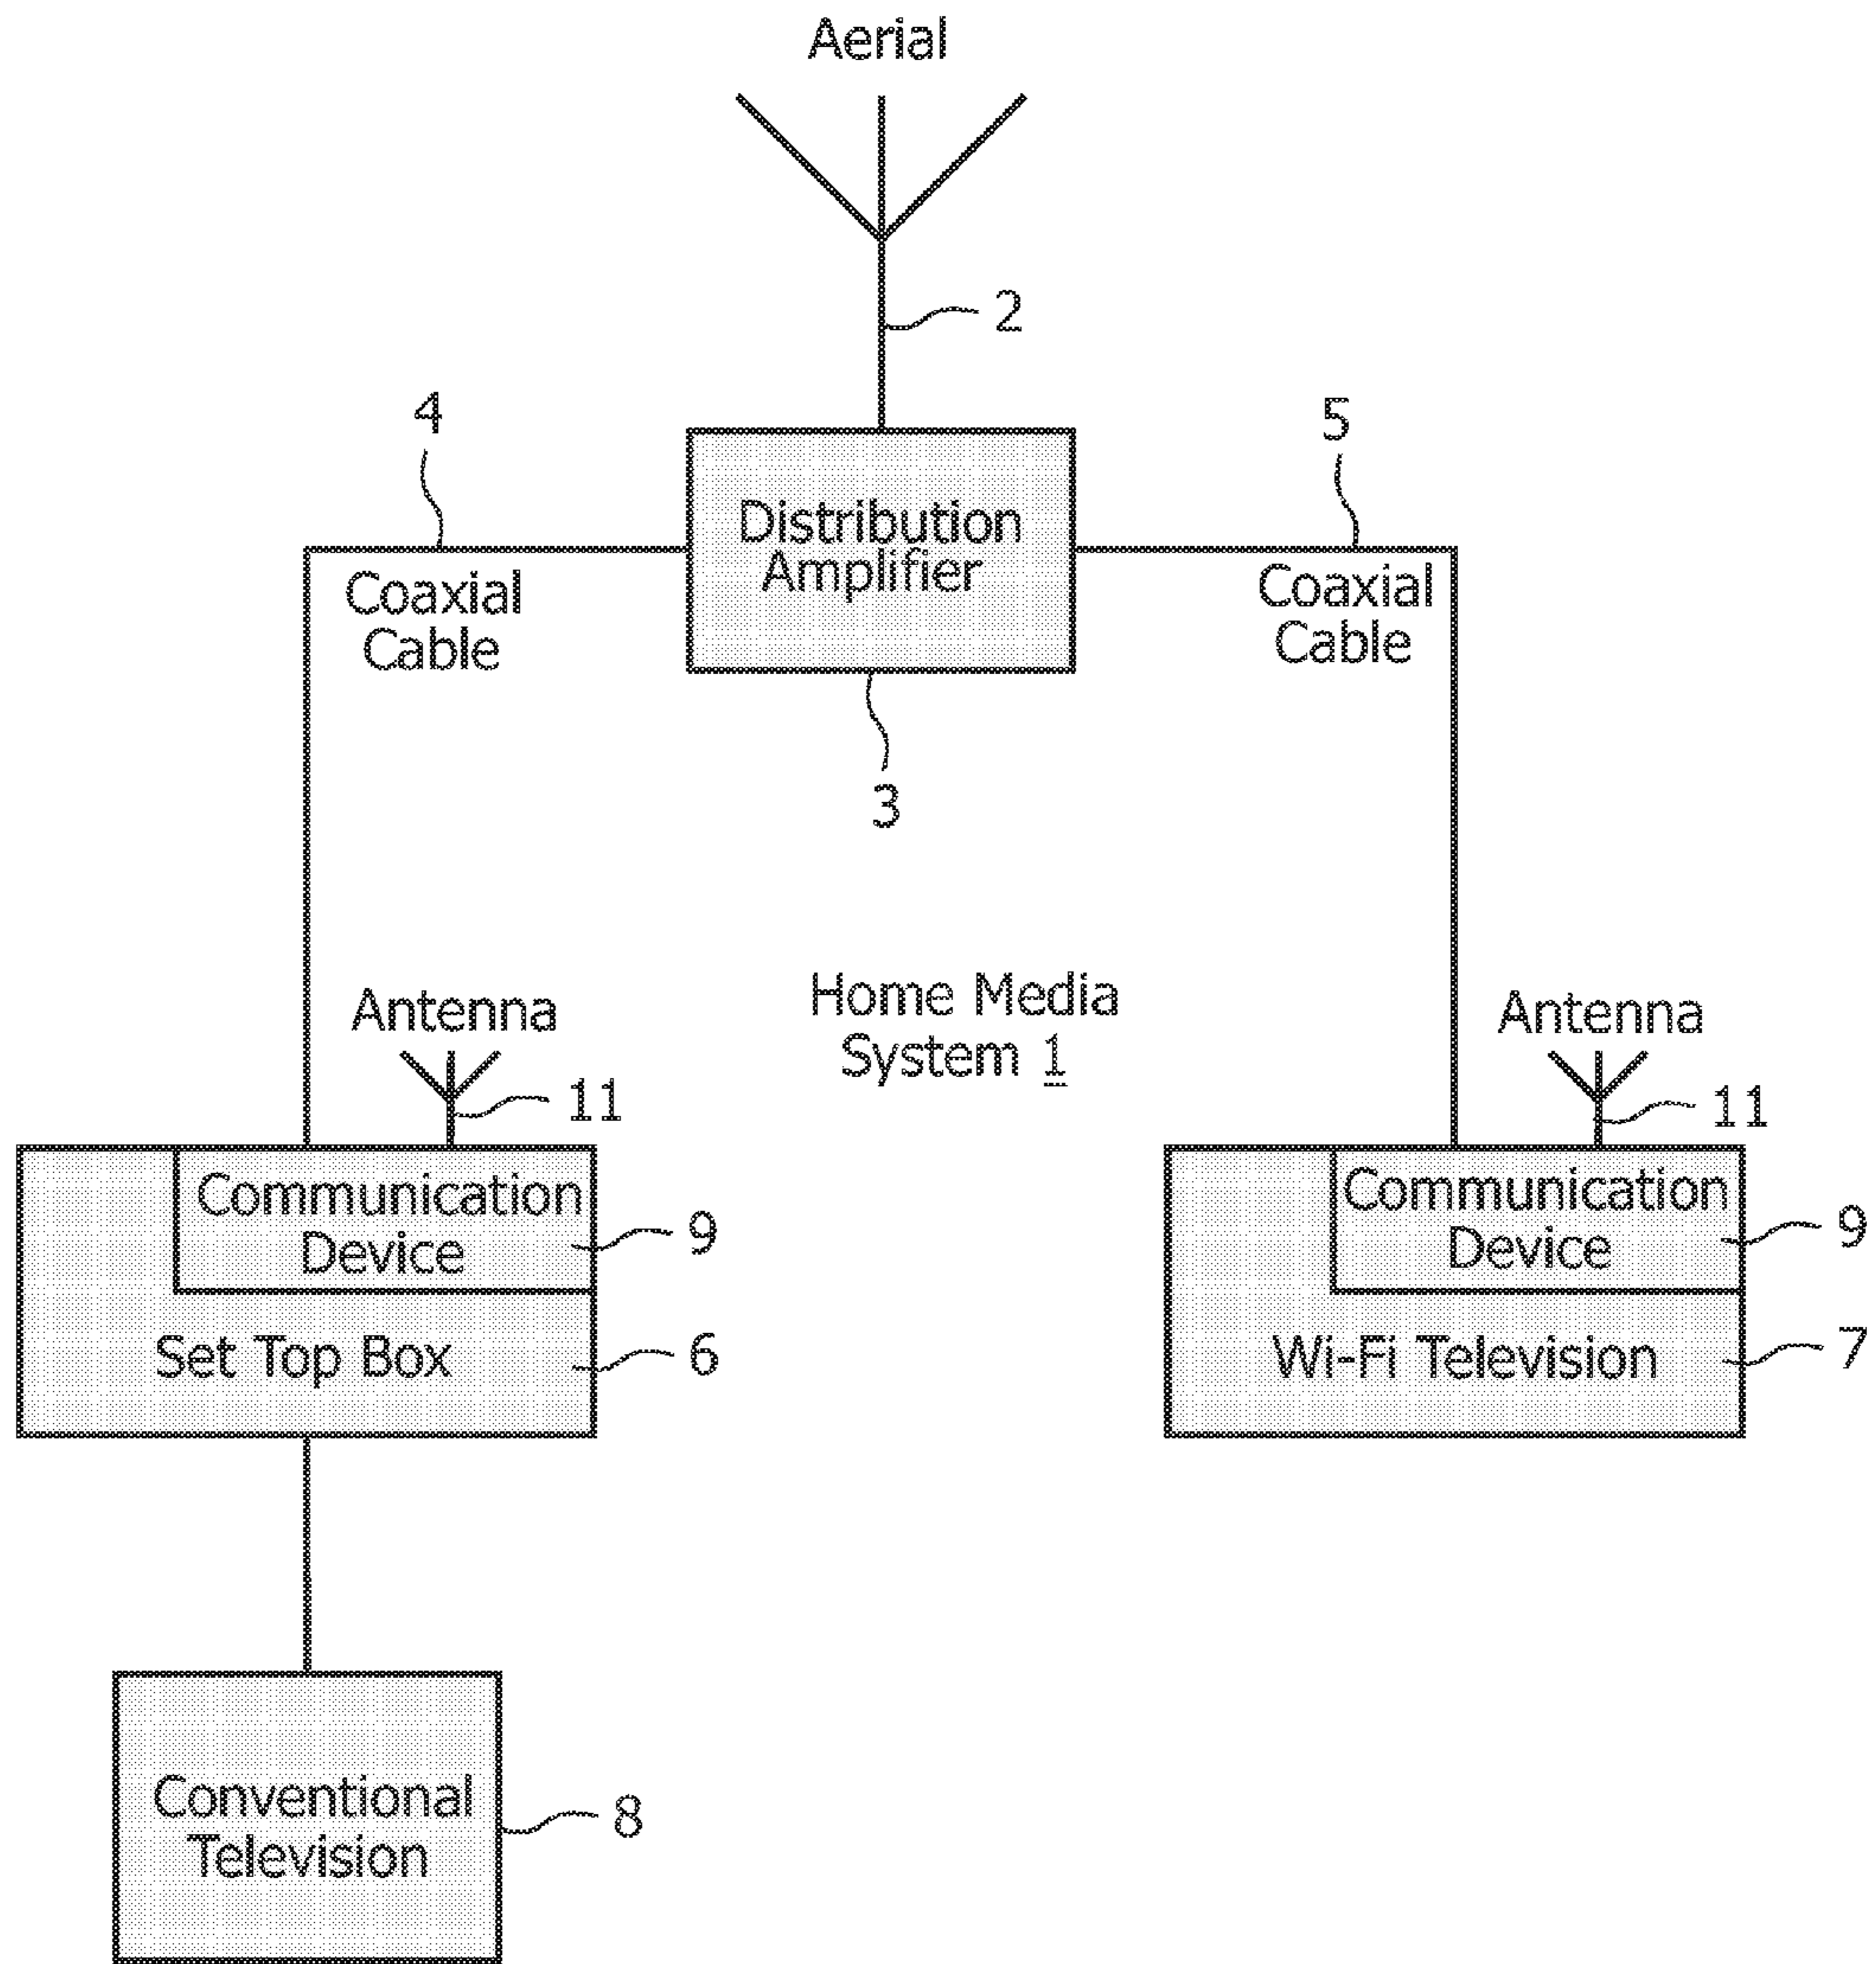 Aerial
2
4
5
Distribution
Amplifier
Coaxial
Cable
Coaxial
Cable
3
Home Media
System 1
Antenna
11
Antenna
11
Communication
Device
9
Set Top Box
6
Communication
Device
9
Wi-Fi Television
7
Conventional
Television
8